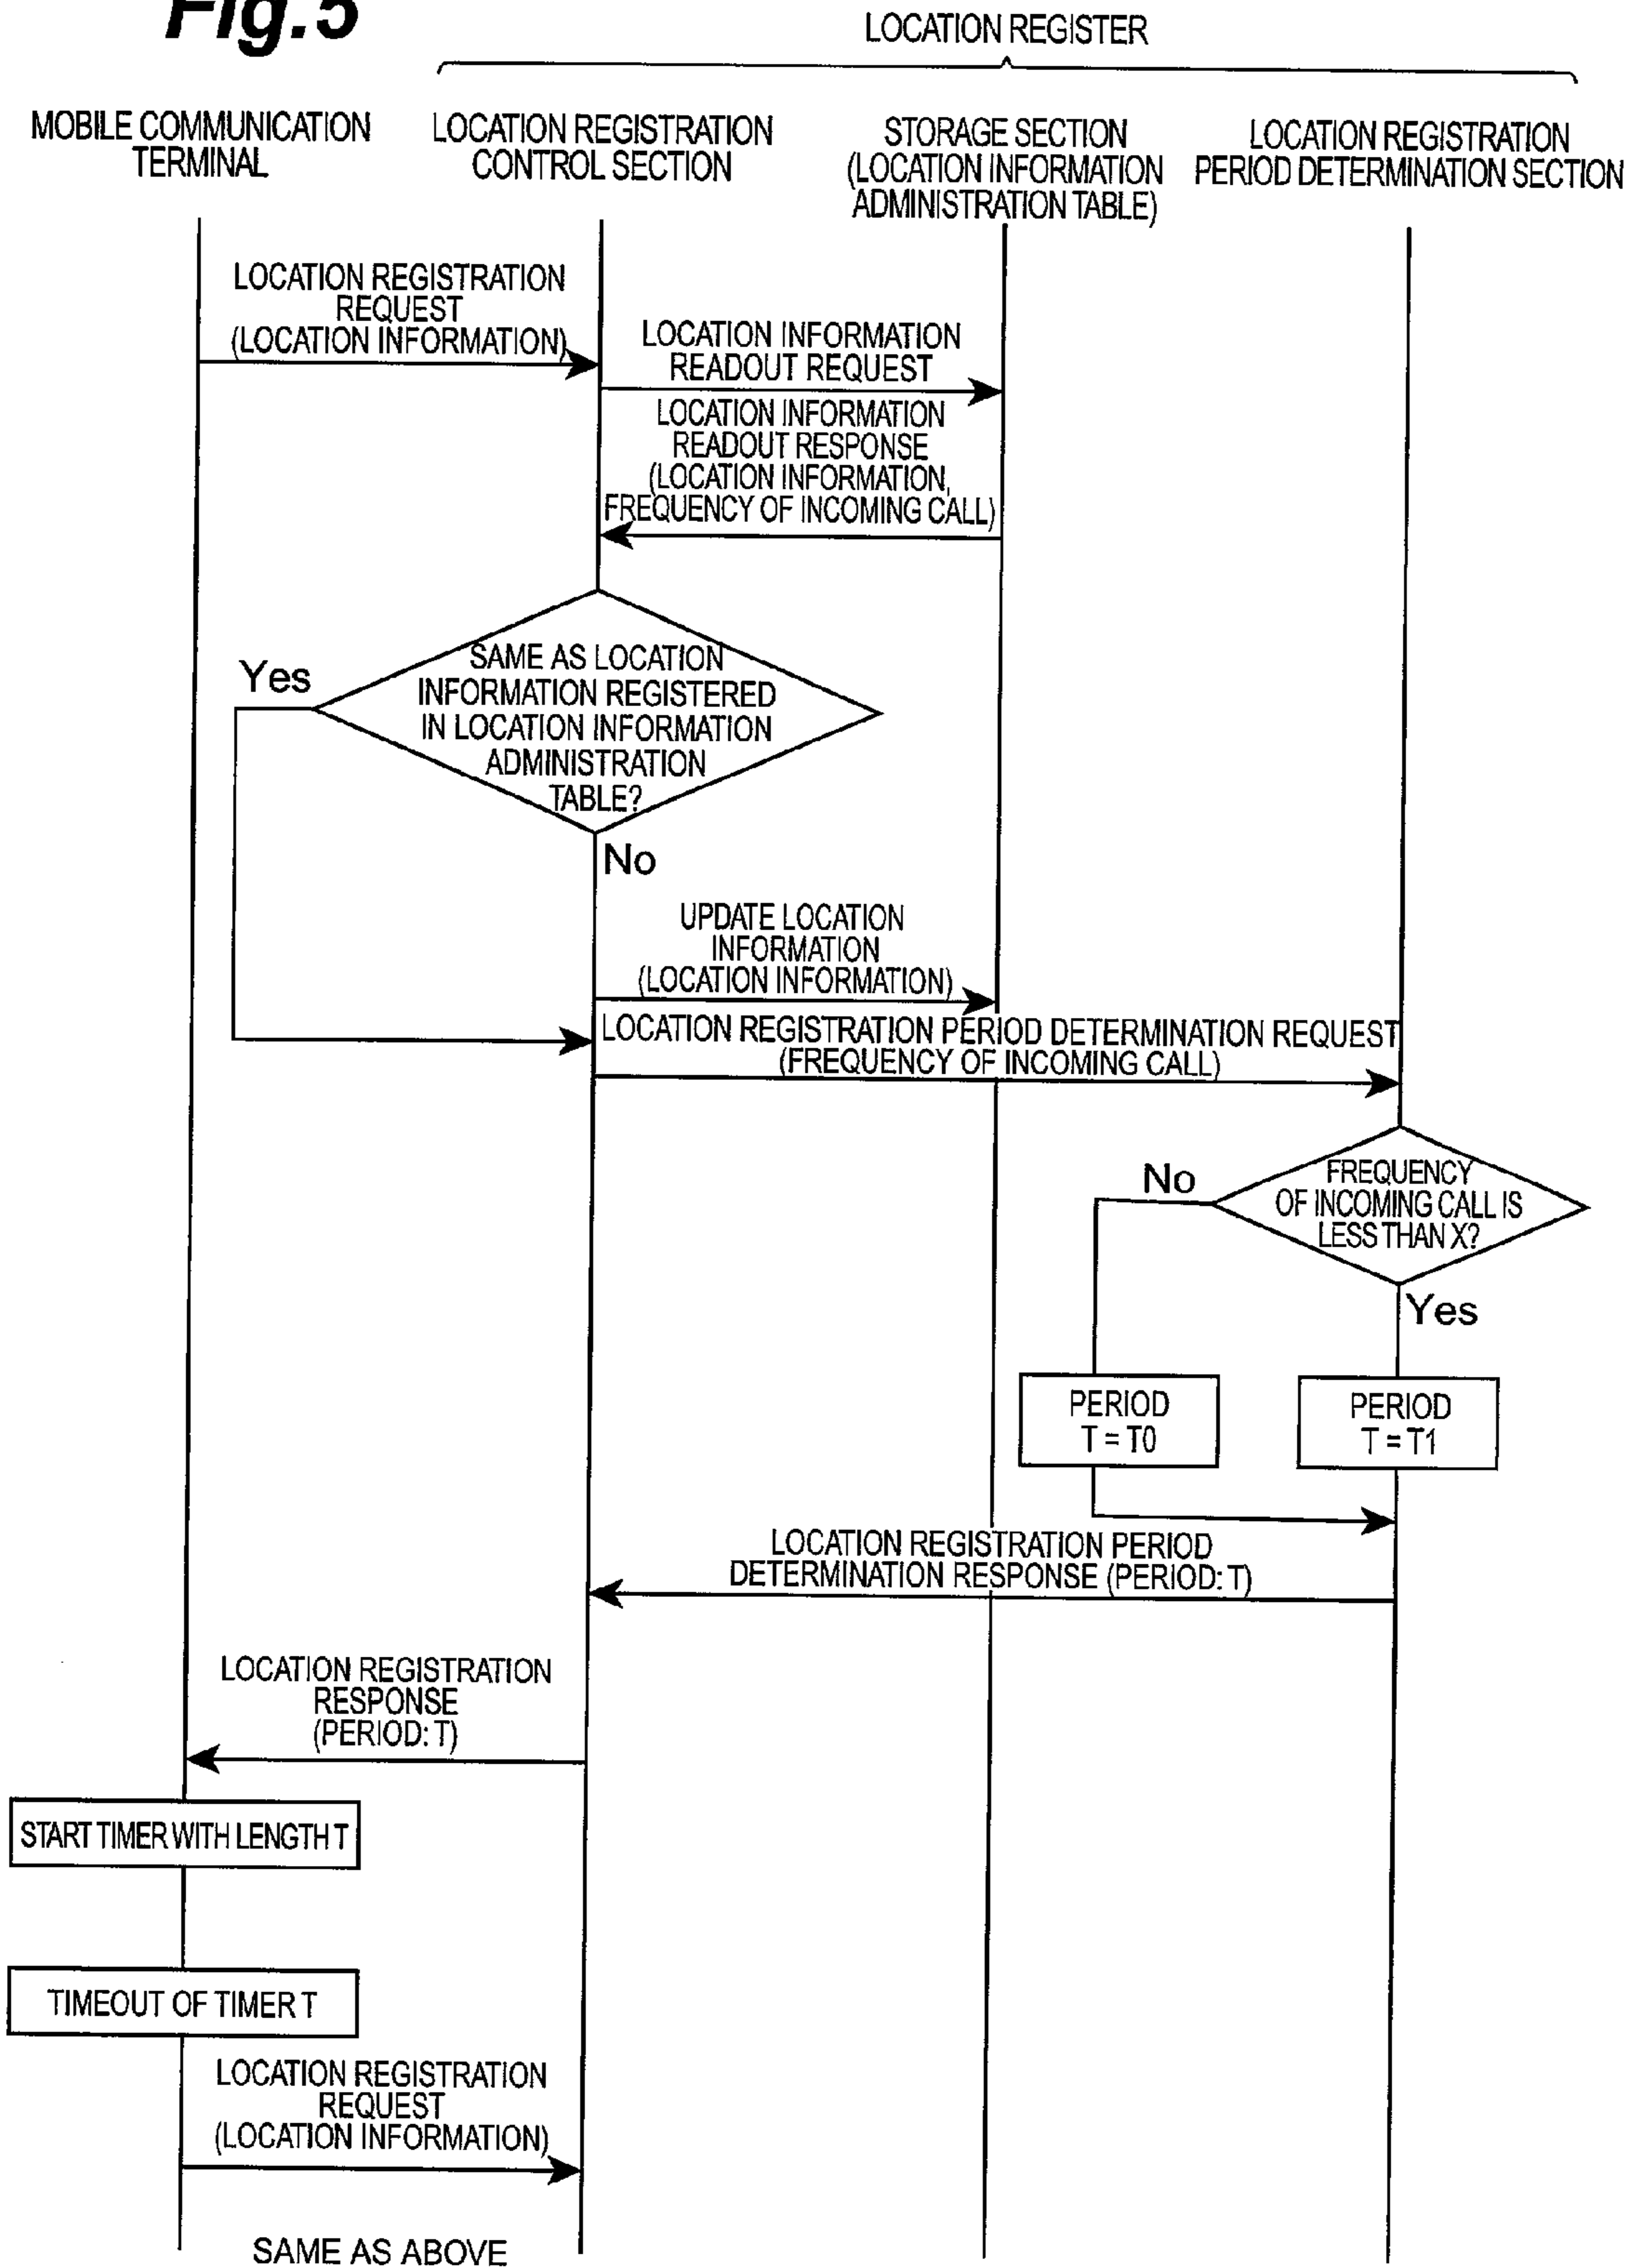 Fig.5
LOCATION REGISTER
MOBILE COMMUNICATION
TERMINAL
LOCATION REGISTRATION
CONTROL SECTION
STORAGE SECTION
(LOCATION INFORMATION
ADMINISTRATION TABLE)
LOCATION REGISTRATION
PERIOD DETERMINATION SECTION
LOCATION REGISTRATION
REQUEST
(LOCATION INFORMATION)
LOCATION INFORMATION
READOUT REQUEST
LOCATION INFORMATION
READOUT RESPONSE
(LOCATION INFORMATION,
FREQUENCY OF INCOMING CALL)
Yes
SAME AS LOCATION
INFORMATION REGISTERED
IN LOCATION INFORMATION
ADMINISTRATION
TABLE?
No
UPDATE LOCATION
INFORMATION
(LOCATION INFORMATION)
LOCATION REGISTRATION PERIOD DETERMINATION REQUEST
(FREQUENCY OF INCOMING CALL)
No
FREQUENCY
OF INCOMING CALL IS
LESS THAN X?
Yes
PERIOD
T = T0
PERIOD
T = T1
LOCATION REGISTRATION PERIOD
DETERMINATION RESPONSE (PERIOD: T)
LOCATION REGISTRATION
RESPONSE
(PERIOD: T)
START TIMER WITH LENGTH T
TIMEOUT OF TIMER T
LOCATION REGISTRATION
REQUEST
(LOCATION INFORMATION)
SAME AS ABOVE